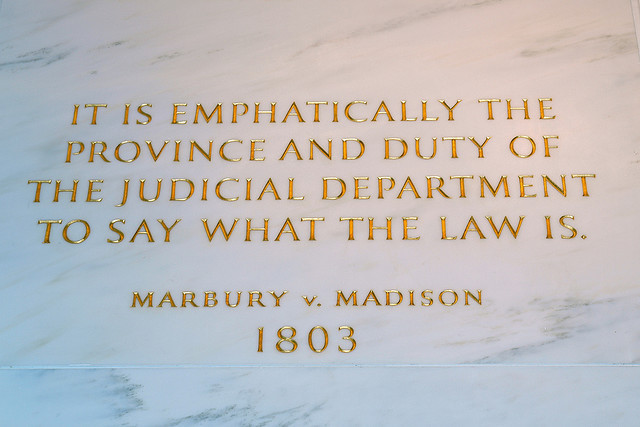 IT IS EMPHATICALLY THE
PROVINCE AND DUTY OF
THE JUDICIAL DEPARTMENT
TO SAY WHAT THE LAW IS.
MARBURY v. MADISON
1803